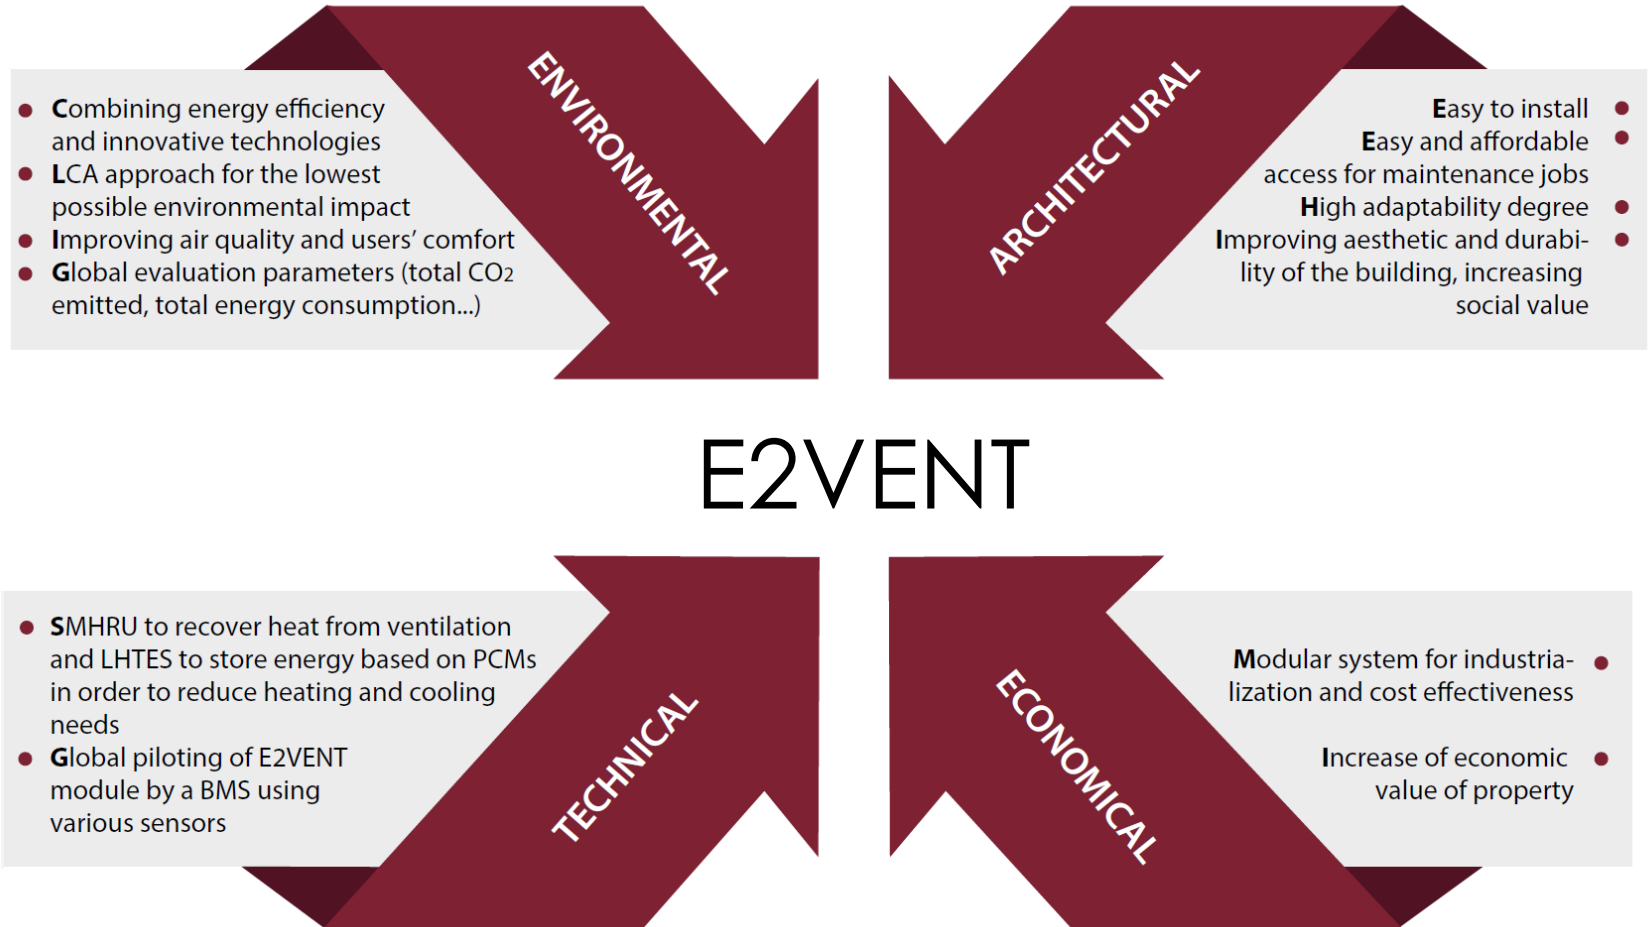 ENVIRONMENTAL
Combining energy efficiency
and innovative technologies
LCA approach for the lowest
possible environmental impact
Improving air quality and users’ comfort
Global evaluation parameters (total CO2
emitted, total energy consumption...)
ARCHITECTURAL
Easy to install
Easy and affordable
access for maintenance jobs
High adaptability degree
Improving aesthetic and durabi-
lity of the building, increasing
social value
E2VENT
SMHRU to recover heat from ventilation
and LHTES to store energy based on PCMs
in order to reduce heating and cooling
needs
Global piloting of E2VENT
module by a BMS using
various sensors
TECHNICAL
ECONOMICAL
Modular system for industria-
lization and cost effectiveness
Increase of economic
value of property